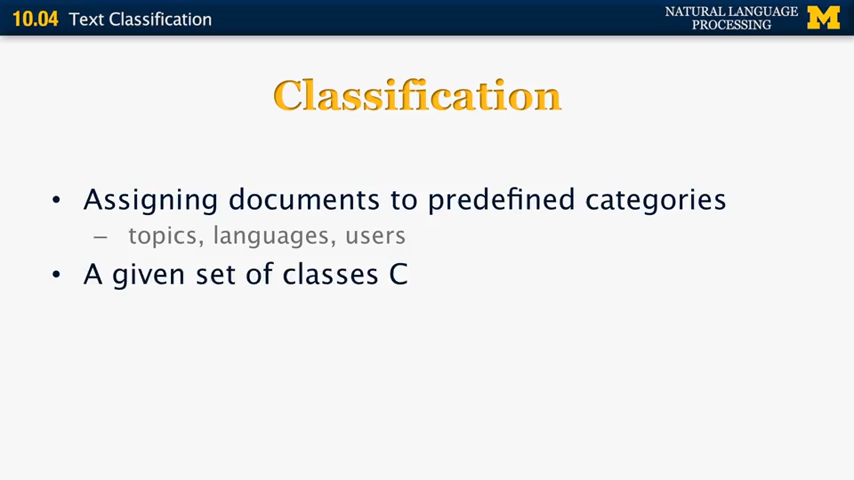 10.04 Text Classification
NATURAL LANGUAGE
PROCESSING
M
Classification
• Assigning documents to predefined categories
– topics, languages, users
• A given set of classes C